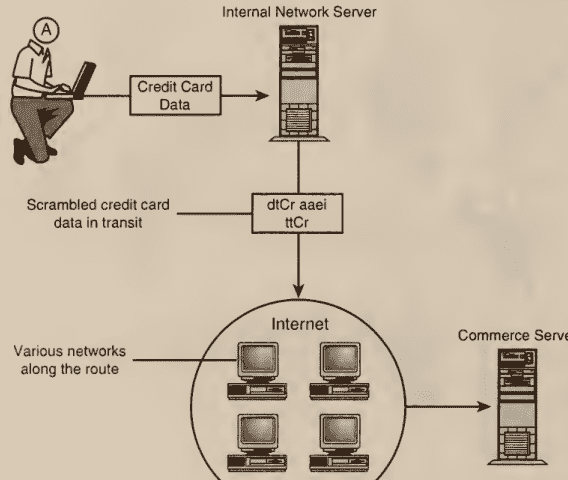 Internal Network Server
A
Credit Card
Data
Scrambled credit card
data in transit
dtCr aaei
ttCr
Internet
Various networks
along the route
Commerce Serve